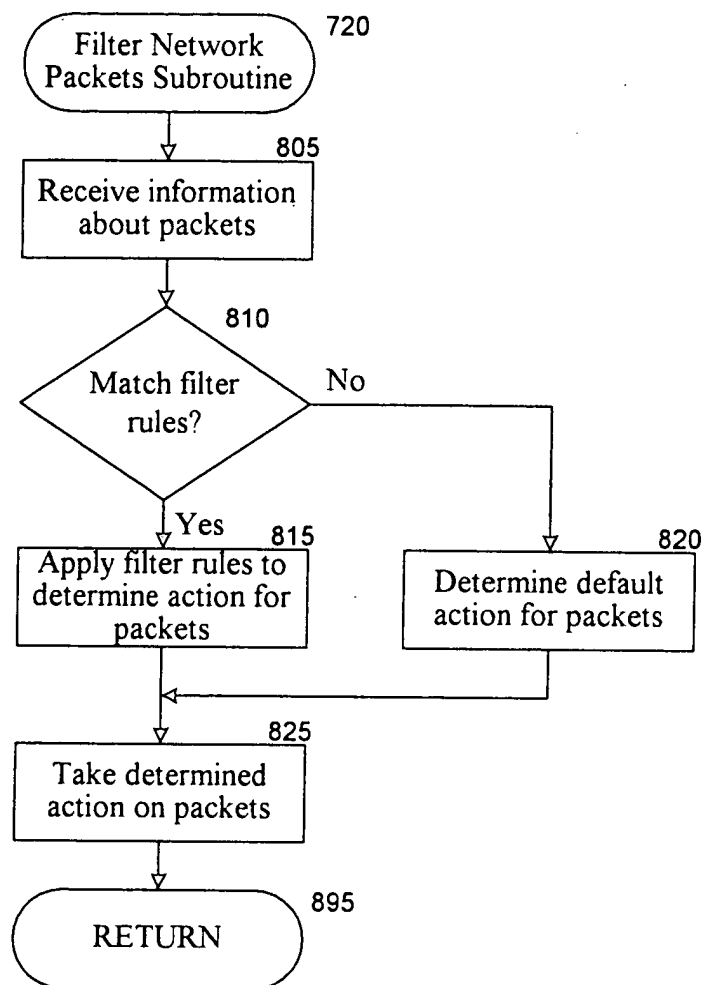 720
Filter Network
Packets Subroutine
805
Receive information
about packets
810
Match filter
rules?
No
Yes
815
Apply filter rules to
determine action for
packets
820
Determine default
action for packets
825
Take determined
action on packets
895
RETURN